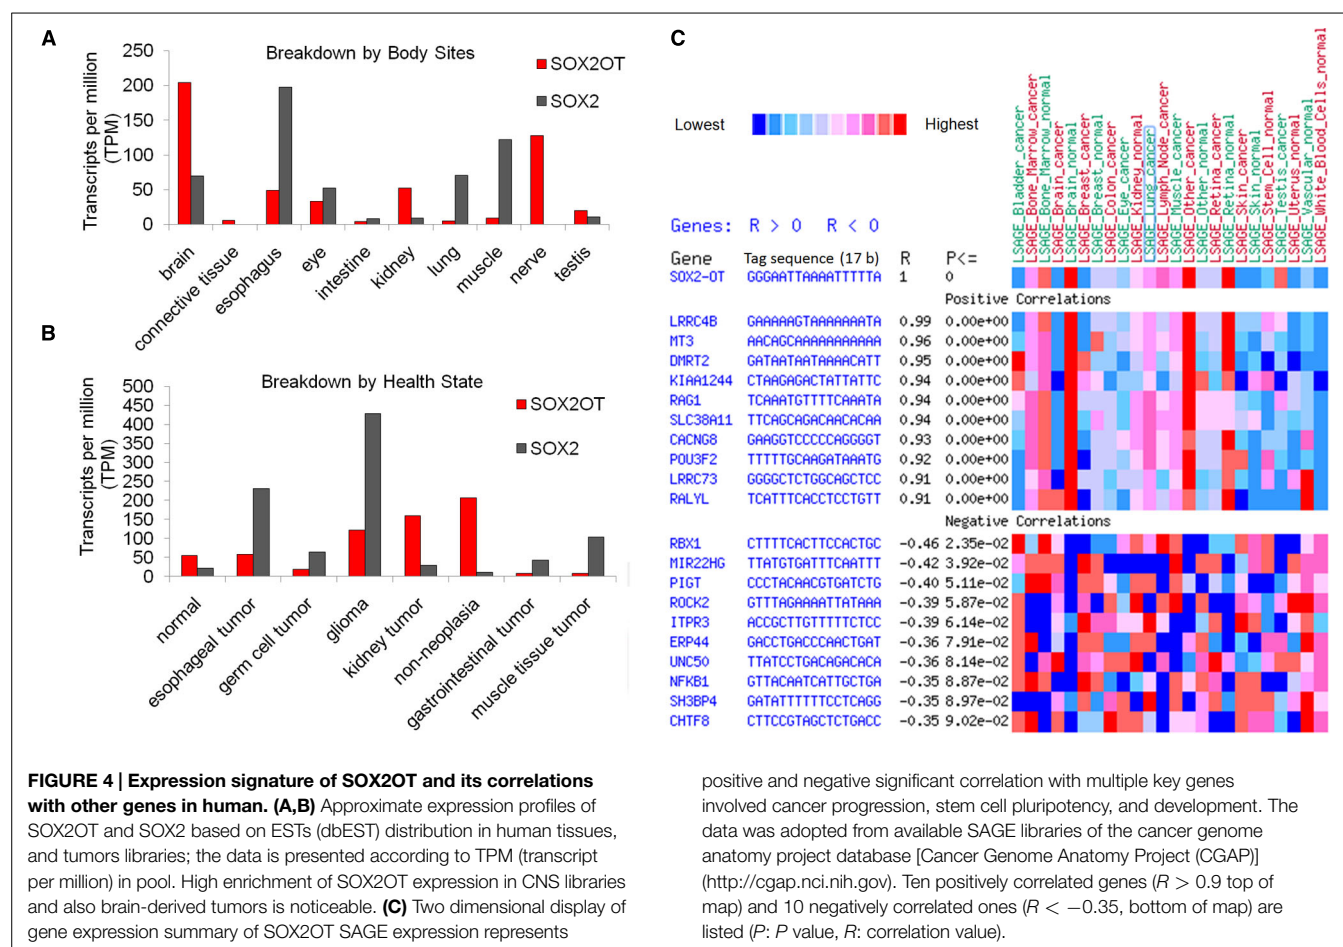 A
Breakdown by Body Sites
Transcripts per million
(TPM)
250
200
150
100
50
0
SOX2OT
SOX2
brain
connective tissue
esophagus
eye
intestine
kidney
lung
muscle
nerve
testis
B
Breakdown by Health State
Transcripts per million
(TPM)
500
450
400
350
300
250
200
150
100
50
0
SOX2OT
SOX2
normal
esophageal tumor
germ cell tumor
glioma
kidney tumor
non-neoplasia
gastrointestinal tumor
muscle tissue tumor
C
Lowest Highest
LSAGE_Bladder_cancer
LSAGE_Bone_Marrow_cancer
LSAGE_Bone_Marrow_normal
LSAGE_Brain_cancer
LSAGE_Brain_normal
LSAGE_Breast_cancer
LSAGE_Breast_normal
LSAGE_Colon_cancer
LSAGE_Eye_cancer
LSAGE_Kidney_normal
LSAGE_Lung_cancer
LSAGE_Lymph_Node_cancer
LSAGE_Muscle_cancer
LSAGE_Other_cancer
LSAGE_Other_normal
LSAGE_Retina_cancer
LSAGE_Retina_normal
LSAGE_Skin_cancer
LSAGE_Skin_normal
LSAGE_Stem_Cell_normal
LSAGE_Testis_cancer
LSAGE_Uterus_normal
LSAGE_Vascular_normal
LSAGE_White_Blood_Cells_normal
Genes: R > 0 R < 0
Gene Tag sequence (17 b) R P<=
SOX2-OT GGGAATTAAAATTTTTA 1 0
Positive Correlations
LRRC4B GAAAAAGTAAAAAAATA 0.99 0.00e+00
MT3 AACAGCAAAAAAAAAAA 0.96 0.00e+00
DMRT2 GATAATAATAAAACATT 0.95 0.00e+00
KIAA1244 CTAAGAGACTATTATTC 0.94 0.00e+00
RAG1 TCAAATGTTTTCAAATA 0.94 0.00e+00
SLC38A11 TTCAGCAGACAACACAA 0.94 0.00e+00
CACNG8 GAAGGTCCCCCAGGGGT 0.93 0.00e+00
POU3F2 TTTTTGCAAGATAAATG 0.92 0.00e+00
LRRC73 GGGGCTCTGGCAGCTCC 0.91 0.00e+00
RALYL TCATTTCACCTCCTGTT 0.91 0.00e+00
Negative Correlations
RBX1 CTTTTCACTTCCACTGC -0.46 2.35e-02
MIR22HG TTATGTGATTTCAATTT -0.42 3.92e-02
PIGT CCCTACAACGTGATCTG -0.40 5.11e-02
ROCK2 GTTTAGAAAATTATAAA -0.39 5.87e-02
ITPR3 ACCGCTTGTTTTTCTCC -0.39 6.14e-02
ERP44 GACCTGACCCAACTGAT -0.36 7.91e-02
UNC50 TTATCCTGACAGACACA -0.36 8.14e-02
NFKB1 GTTACAATCATTGCTGA -0.35 8.87e-02
SH3BP4 GATATTTTTTCCTCAGG -0.35 8.97e-02
CHTF8 CTTCCGTAGCTCTGACC -0.35 9.02e-02
FIGURE 4 | Expression signature of SOX2OT and its correlations
with other genes in human. (A,B) Approximate expression profiles of
SOX2OT and SOX2 based on ESTs (dbEST) distribution in human tissues,
and tumors libraries; the data is presented according to TPM (transcript
per million) in pool. High enrichment of SOX2OT expression in CNS libraries
and also brain-derived tumors is noticeable. (C) Two dimensional display of
gene expression summary of SOX2OT SAGE expression represents
positive and negative significant correlation with multiple key genes
involved cancer progression, stem cell pluripotency, and development. The
data was adopted from available SAGE libraries of the cancer genome
anatomy project database [Cancer Genome Anatomy Project (CGAP)]
(http://cgap.nci.nih.gov). Ten positively correlated genes (R > 0.9 top of
map) and 10 negatively correlated ones (R < −0.35, bottom of map) are
listed (P: P value, R: correlation value).